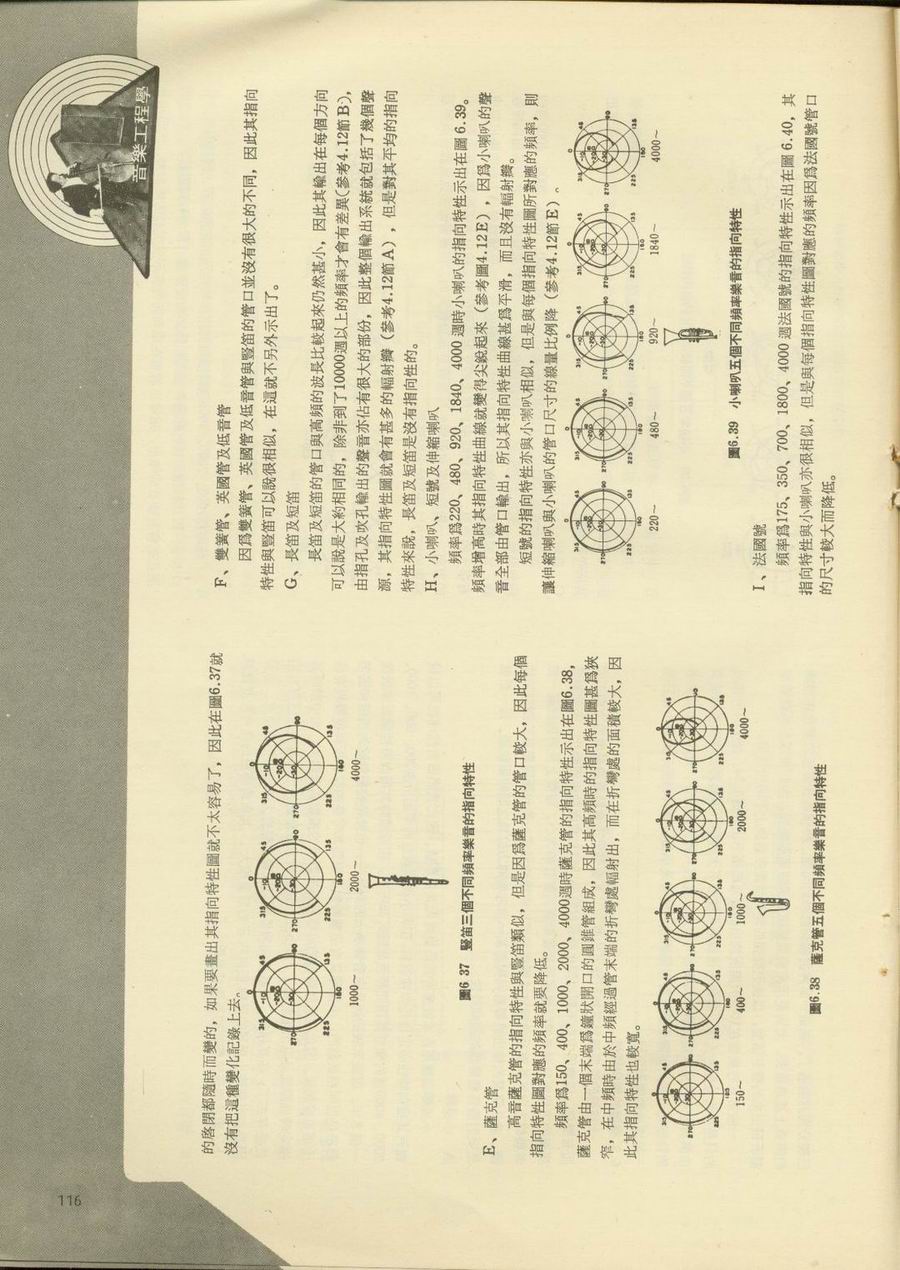 音樂工程學
116
的啓閉都隨時而變的，如果要畫出其指向特性圖就不太容易了，因此在圖6.37就
沒有把這種變化記錄上去。
1000～ 2000～ 4000～
圖6 37 豎笛三個不同頻率樂音的指向特性
E、薩克管
高音薩克管的指向特性與豎笛類似，但是因爲薩克管的管口較大，因此每個
指向特性圖對應的頻率就要降低。
頻率爲150、400、1000、2000、4000週時薩克管的指向特性示出在圖6.38，
薩克管由一個末端爲鐘狀開口的圓錐管組成，因此其高頻時的指向特性圖甚爲狹
窄，在中頻時由於中頻經過管末端的折彎處輻射出，而在折彎處的面積較大，因
此其指向特性也較寬。
150～ 400～ 1000～ 2000～ 4000～
圖6.38 薩克管五個不同頻率樂音的指向特性
F、雙簧管、英國管及低音管
因爲雙簧管、英國管及低音管與豎笛的管口並沒有很大的不同，因此其指向
特性與豎笛可以說很相似，在這就不另外示出了。
G、長笛及短笛
長笛及短笛的管口與高頻的波長比較起來仍然甚小，因此其輸出在每個方向
可以說是大約相同的，除非到了10000週以上的頻率才會有差異（參考4.12節B），
由指孔及吹孔輸出的聲音亦佔有很大的部份，因此整個輸出系統就包括了幾個聲
源，其指向特性圖就會有甚多的輻射瓣（參考4.12節A），但是對其平均的指向
特性來說，長笛及短笛是沒有指向性的。
H、小喇叭、短號及伸縮喇叭
頻率爲220、480、920、1840、4000 週時小喇叭的指向特性示出在圖 6.39。
頻率增高時其指向特性曲線就變得尖銳起來（參考圖4.12E），因爲小喇叭的聲
音全部由管口輸出，所以其指向特性曲線甚爲平滑，而且沒有輻射瓣。
短號的指向特性亦與小喇叭相似，但是與每個指向特性圖所對應的頻率，則
讓伸縮喇叭與小喇叭的管口尺寸的線量比例降（參考4.12節E）。
220～ 480～ 920～ 1840～ 4000～
圖6.39 小喇叭五個不同頻率樂音的指向特性
I、法國號
頻率爲175、350、700、1800、4000 週法國號的指向特性示出在圖 6.40，其
指向特性與小喇叭亦很相似，但是與每個指向特性圖對應的頻率因爲法國號管口
的尺寸較大而降低。